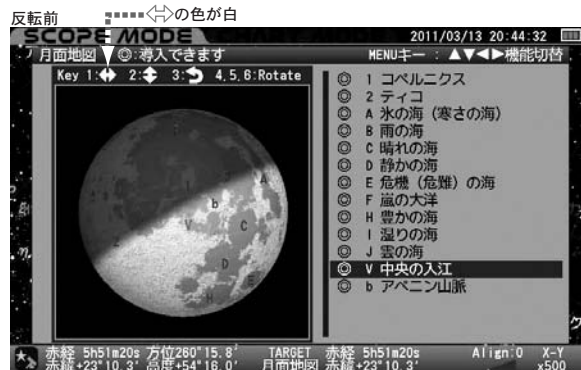 反転前
⇔の色が白
SCOPE MODE CHART MODE 2011/03/13 20:44:32
月面地図 ◎:導入できます MENUキー : ▲▼◀▶機能切替
Key 1:⬌ 2:⬍ 3:⮌ 4,5,6:Rotate
◎ 1 コペルニクス
◎ 2 ティコ
◎ A 氷の海 (寒さの海)
◎ B 雨の海
◎ C 晴れの海
◎ D 静かの海
◎ E 危機 (危難) の海
◎ F 嵐の大洋
◎ H 豊かの海
◎ I 湿りの海
◎ J 雲の海
◎ V 中央の入江
◎ b アペニン山脈
A
b
V
C
D
E
H
2
赤経 5h51m20s 方位260°15.8' TARGET 赤経 5h51m20s Align:0 X-Y
赤緯+23°10.3' 高度+54°16.0' 月面地図 赤緯+23°10.3' x500